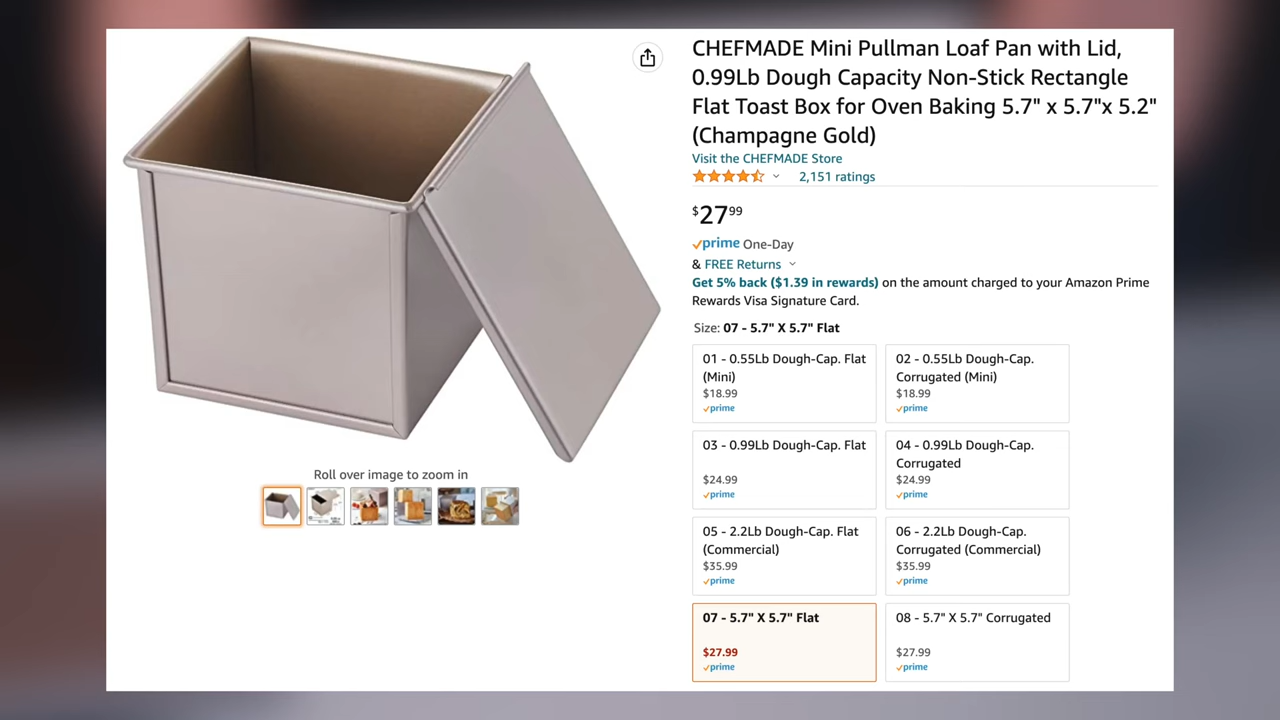 CHEFMADE Mini Pullman Loaf Pan with Lid,
0.99Lb Dough Capacity Non-Stick Rectangle
Flat Toast Box for Oven Baking 5.7" x 5.7"x 5.2"
(Champagne Gold)
Visit the CHEFMADE Store
2,151 ratings
$27.99
prime One-Day
& FREE Returns
Get 5% back ($1.39 in rewards) on the amount charged to your Amazon Prime
Rewards Visa Signature Card.
Size: 07 - 5.7" X 5.7" Flat
01 - 0.55Lb Dough-Cap. Flat
(Mini)
$18.99
prime
02 - 0.55Lb Dough-Cap.
Corrugated (Mini)
$18.99
prime
03 - 0.99Lb Dough-Cap. Flat
$24.99
prime
04 - 0.99Lb Dough-Cap.
Corrugated
$24.99
prime
05 - 2.2Lb Dough-Cap. Flat
(Commercial)
$35.99
prime
06 - 2.2Lb Dough-Cap.
Corrugated (Commercial)
$35.99
prime
07 - 5.7" X 5.7" Flat
$27.99
prime
08 - 5.7" X 5.7" Corrugated
$27.99
prime
Roll over image to zoom in